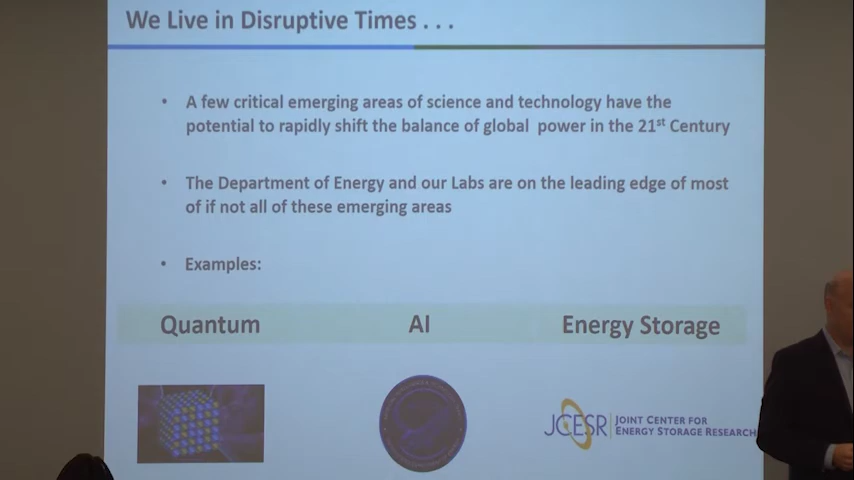 We Live in Disruptive Times . . .
• A few critical emerging areas of science and technology have the
potential to rapidly shift the balance of global power in the 21st Century
• The Department of Energy and our Labs are on the leading edge of most
of if not all of these emerging areas
• Examples:
Quantum
AI
Energy Storage
JCESR
JOINT CENTER FOR
ENERGY STORAGE RESEARCH